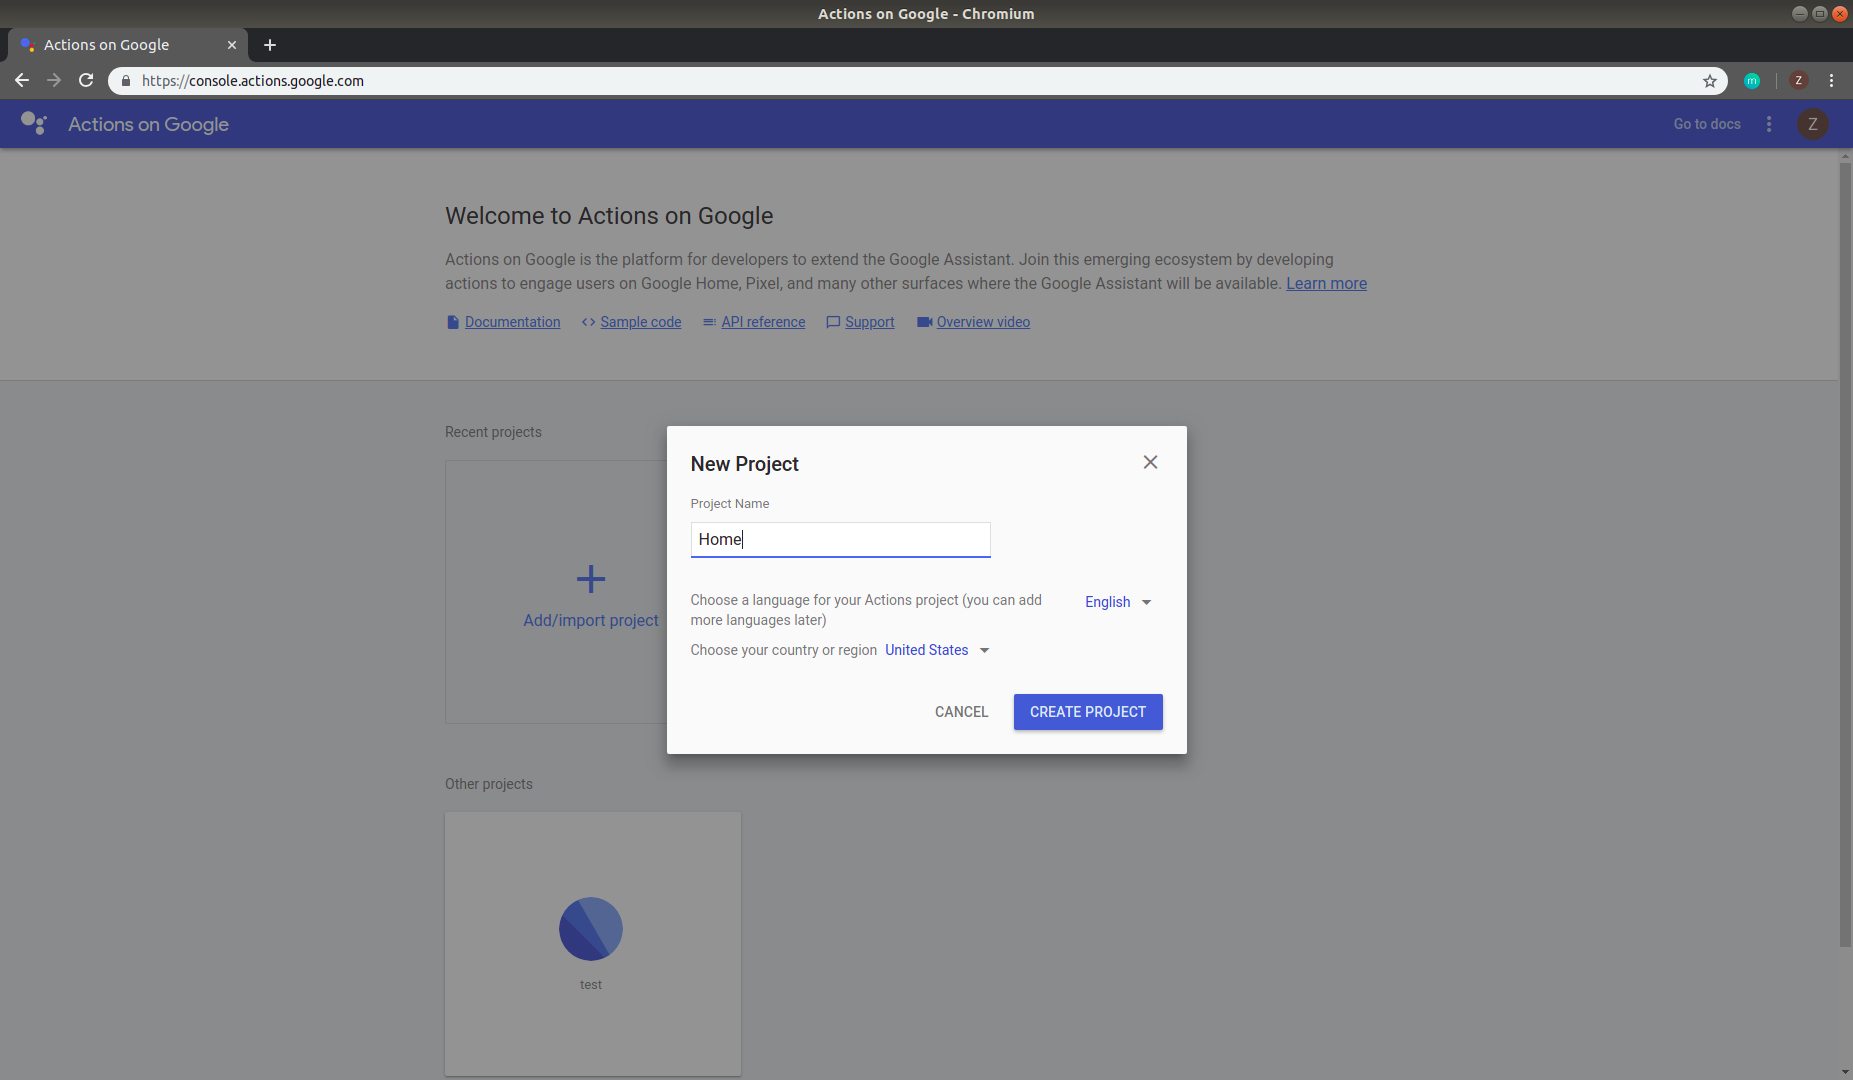 Actions on Google - Chromium
Actions on Google
https://console.actions.google.com
m
Z
Actions on Google
Go to docs
Z
Welcome to Actions on Google
Actions on Google is the platform for developers to extend the Google Assistant. Join this emerging ecosystem by developing
actions to engage users on Google Home, Pixel, and many other surfaces where the Google Assistant will be available. Learn more
Documentation
<> Sample code
API reference
Support
Overview video
Recent projects
Add/import project
New Project
Project Name
Home
Choose a language for your Actions project (you can add
more languages later)
English
Choose your country or region United States
CANCEL
CREATE PROJECT
Other projects
test